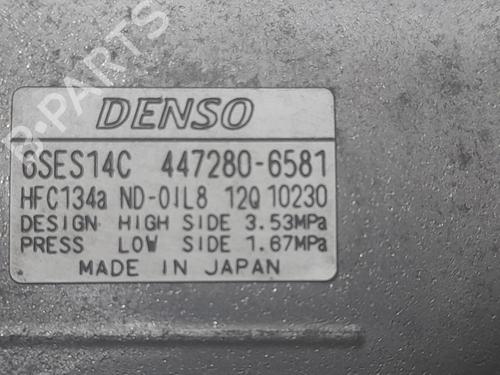 B-PARTS
DENSO
6SES14C 447280-6581
HFC134a ND-OIL8 12Q 10230
DESIGN HIGH SIDE 3.53MPa
PRESS LOW SIDE 1.67MPa
MADE IN JAPAN